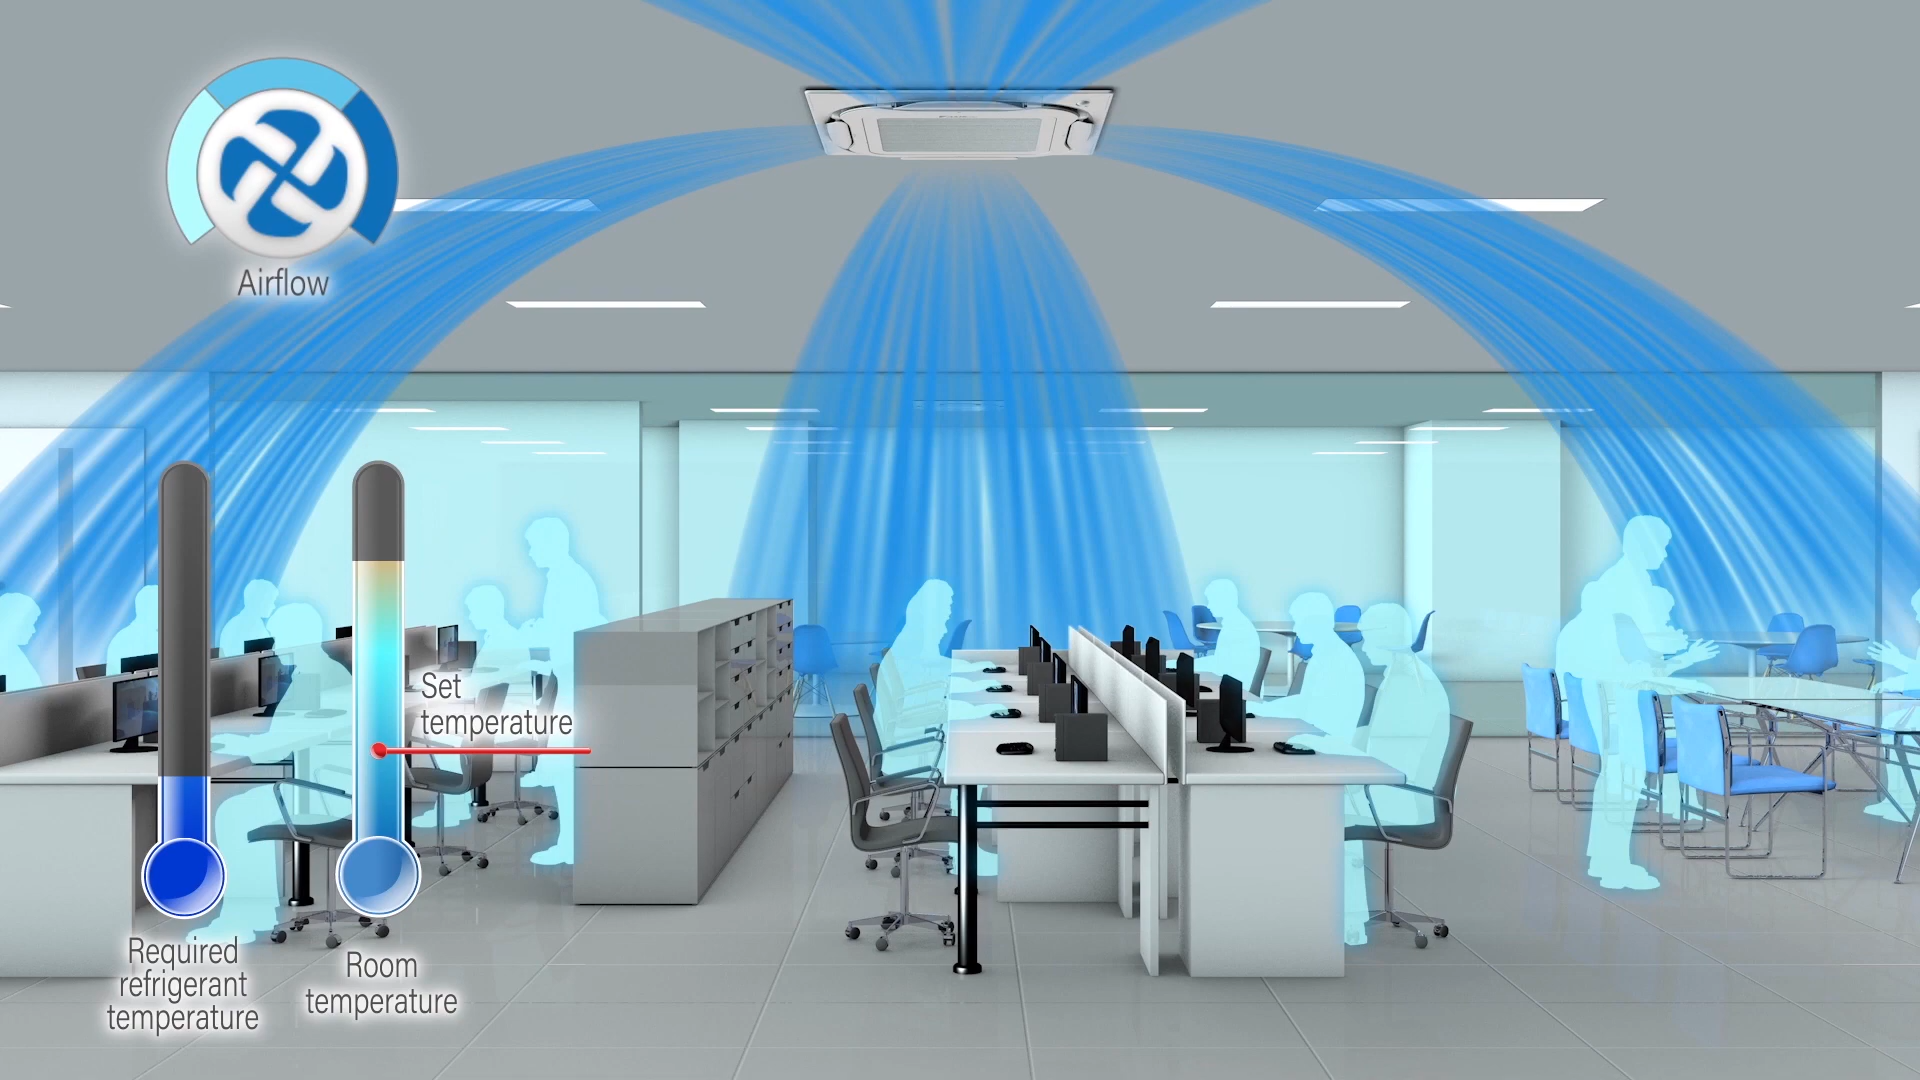 Airflow
Set
temperature
Required
refrigerant
temperature
Room
temperature